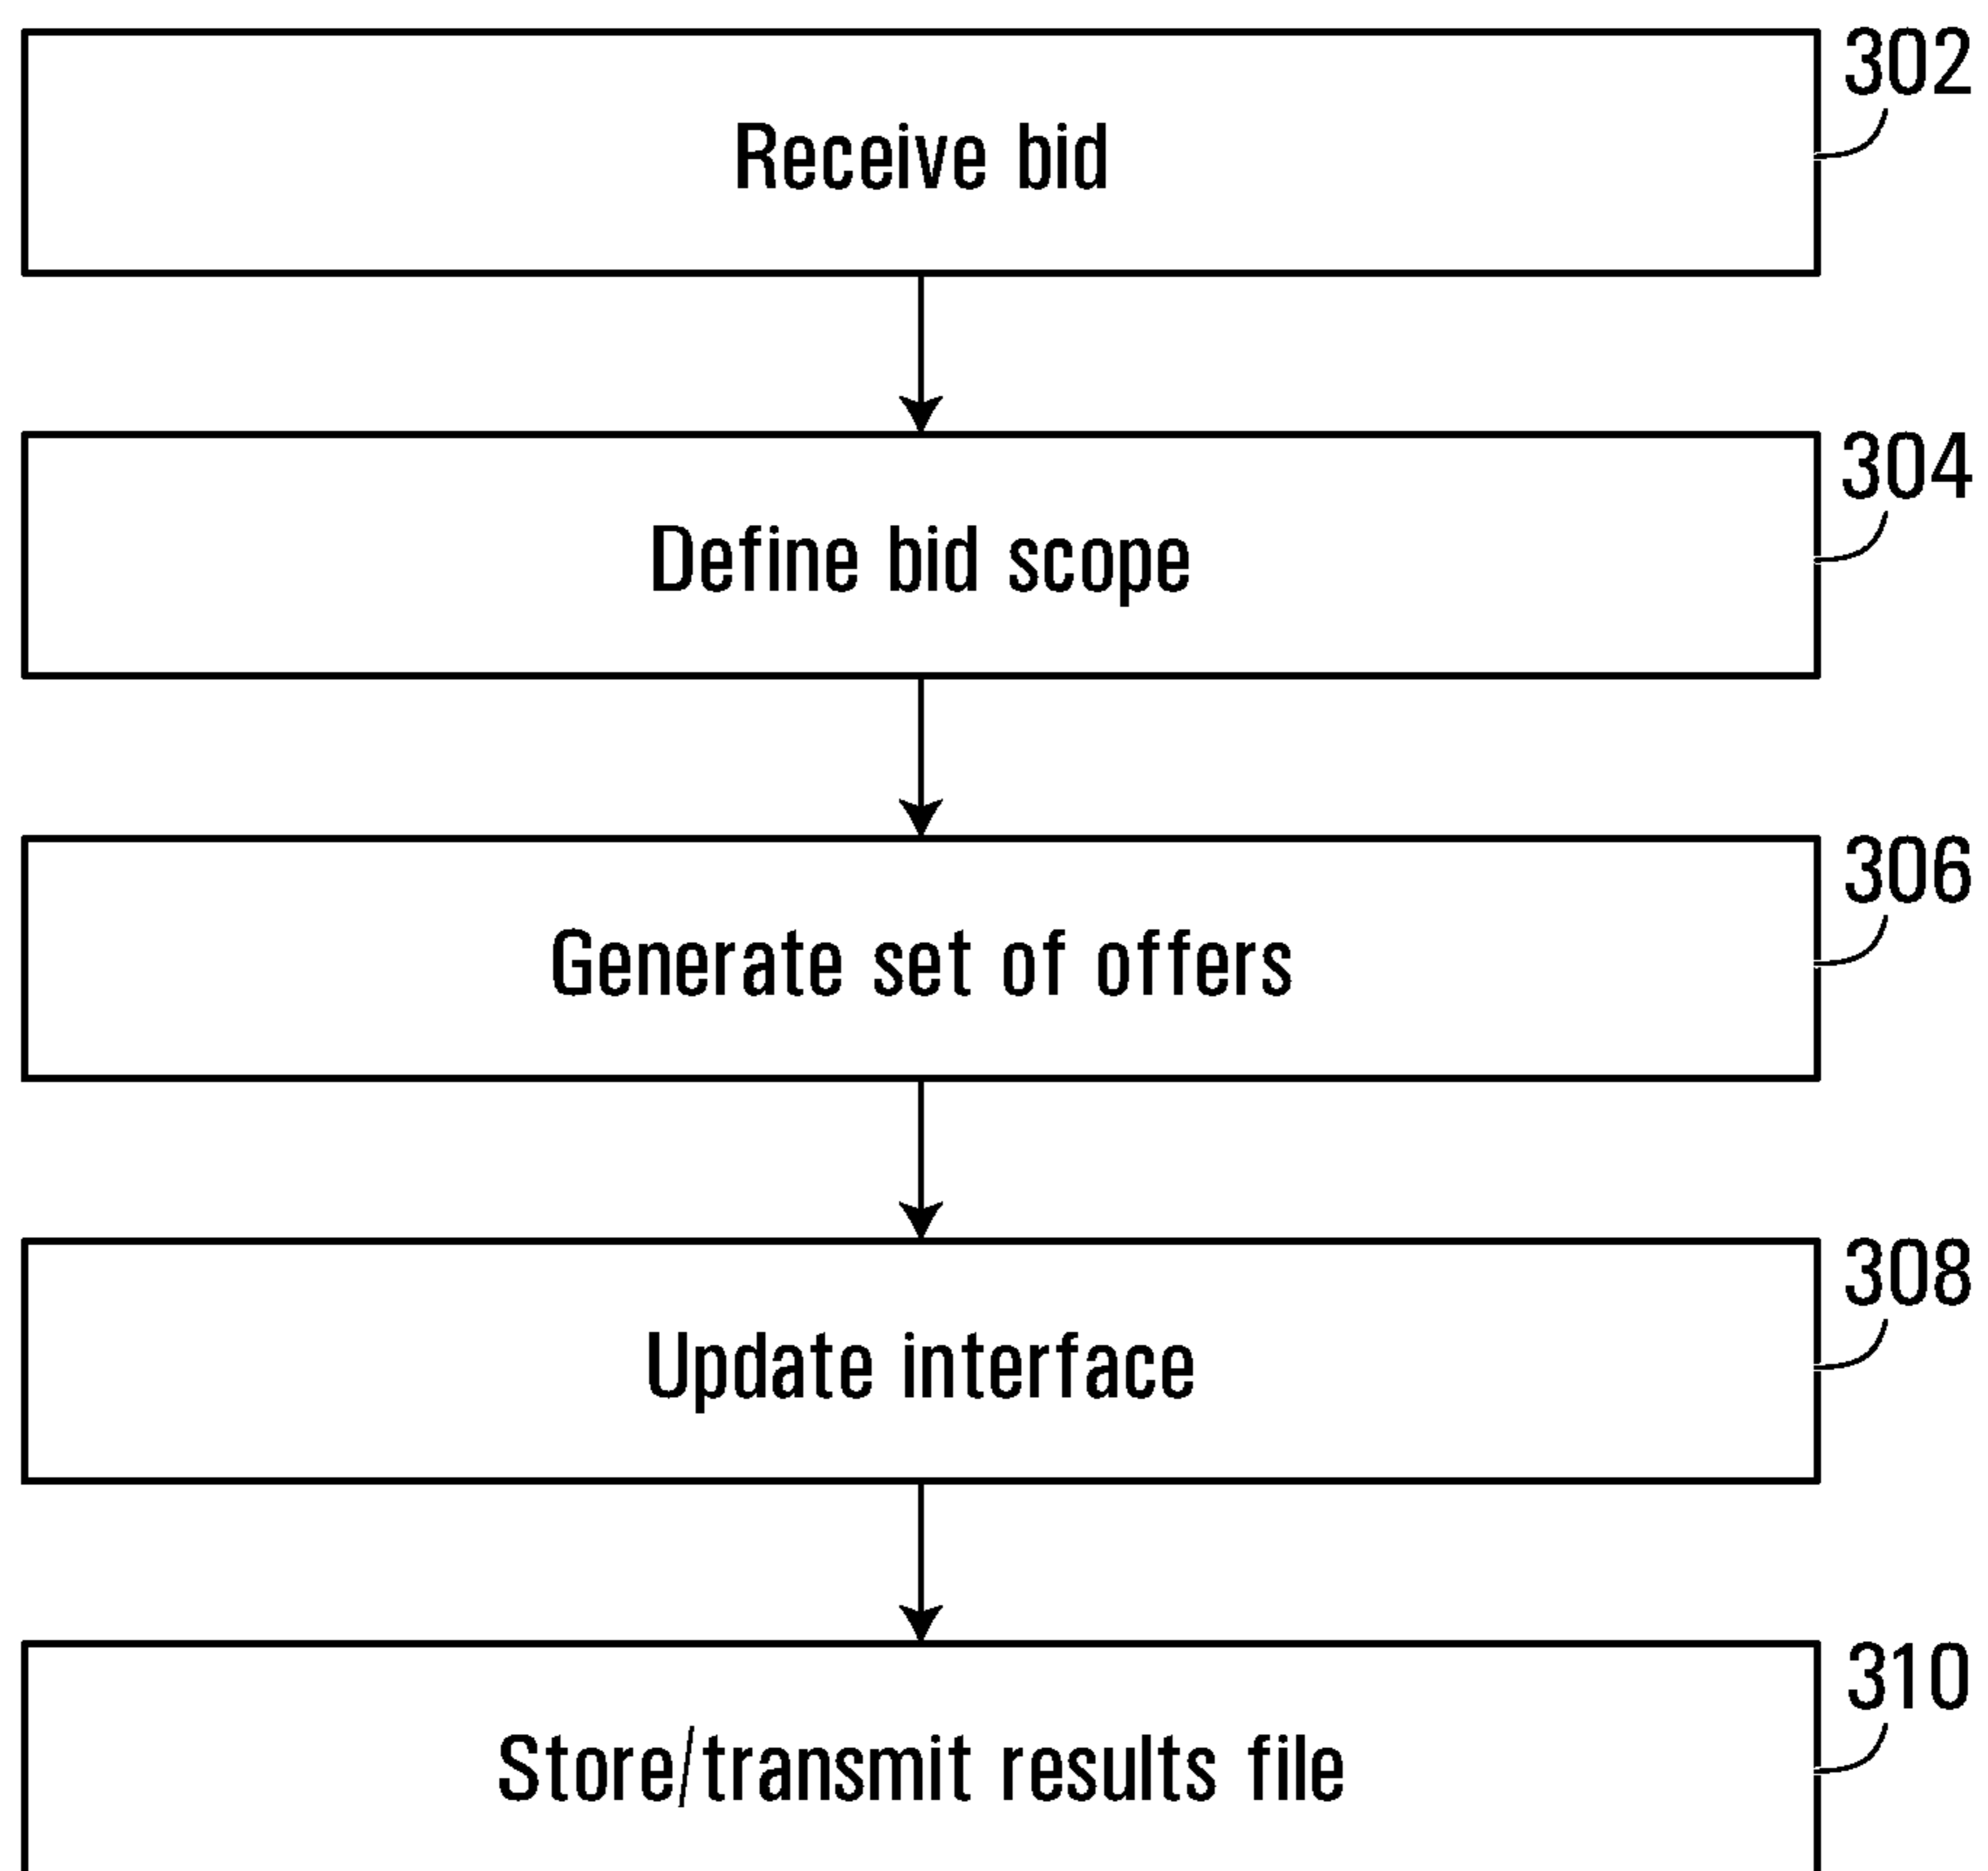 302
Receive bid
304
Define bid scope
306
Generate set of offers
308
Update interface
310
Store/transmit results file